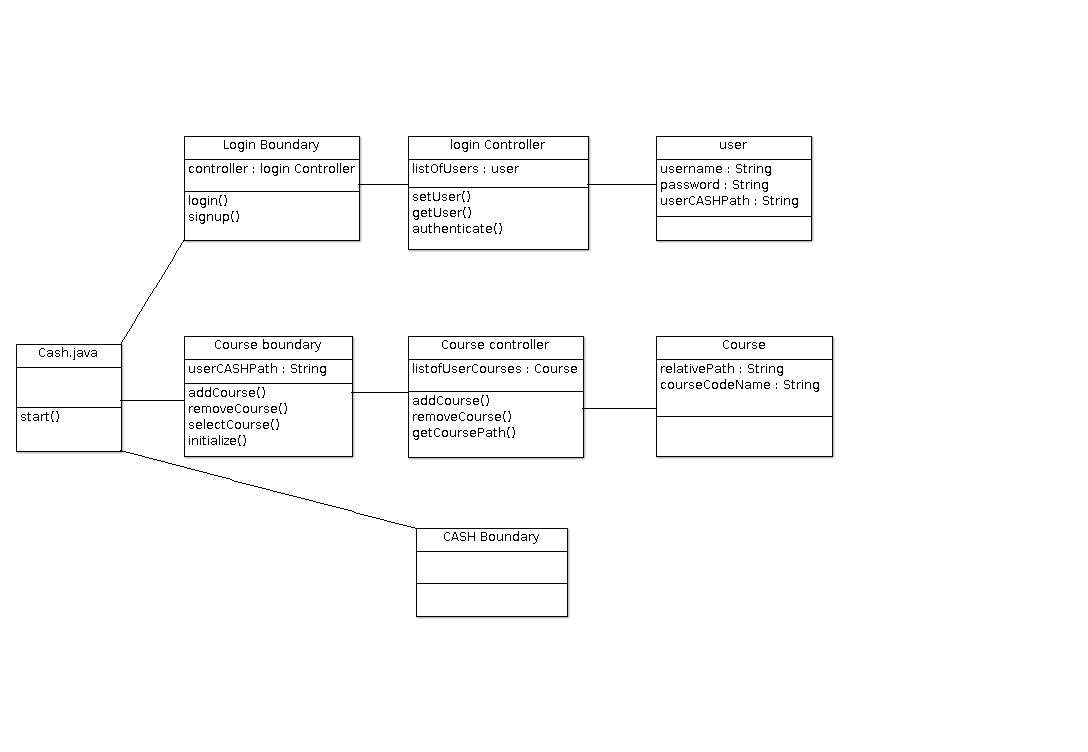 Login Boundary
controller : login Controller
login()
signup()
login Controller
listOfUsers : user
setUser()
getUser()
authenticate()
user
username : String
password : String
userCASHPath : String
Cash.java
start()
Course boundary
userCASHPath : String
addCourse()
removeCourse()
selectCourse()
initialize()
Course controller
listofUserCourses : Course
addCourse()
removeCourse()
getCoursePath()
Course
relativePath : String
courseCodeName : String
CASH Boundary